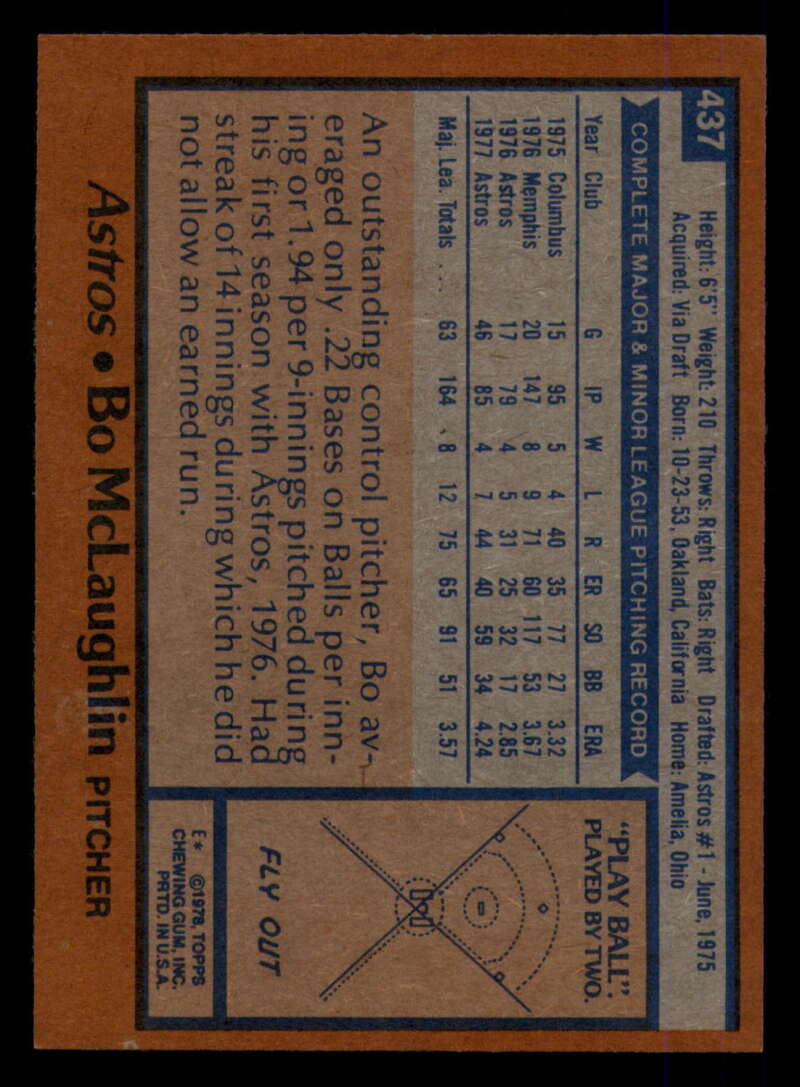 437
Height: 6'5" Weight: 210 Throws: Right Bats: Right Drafted: Astros #1 - June, 1975
Acquired: Via Draft Born: 10-23-53, Oakland, California Home: Amelia, Ohio
COMPLETE MAJOR & MINOR LEAGUE PITCHING RECORD
Year Club G IP W L R ER SO BB ERA
1975 Columbus 15 95 5 4 40 35 77 27 3.32
1976 Memphis 20 147 8 9 71 60 117 53 3.67
1976 Astros 17 79 4 5 31 25 32 17 2.85
1977 Astros 46 85 4 7 44 40 59 34 4.24
Maj. Lea. Totals . . . 63 164 8 12 75 65 91 51 3.57
An outstanding control pitcher, Bo av-
eraged only .22 Bases on Balls per inn-
ing or 1.94 per 9-innings pitched during
his first season with Astros, 1976. Had
streak of 14 innings during which he did
not allow an earned run.
"PLAY BALL"
PLAYED BY TWO.
FLY OUT
E* ©1978, TOPPS
CHEWING GUM, INC.
PRTD. IN U.S.A.
Astros • Bo McLaughlin PITCHER